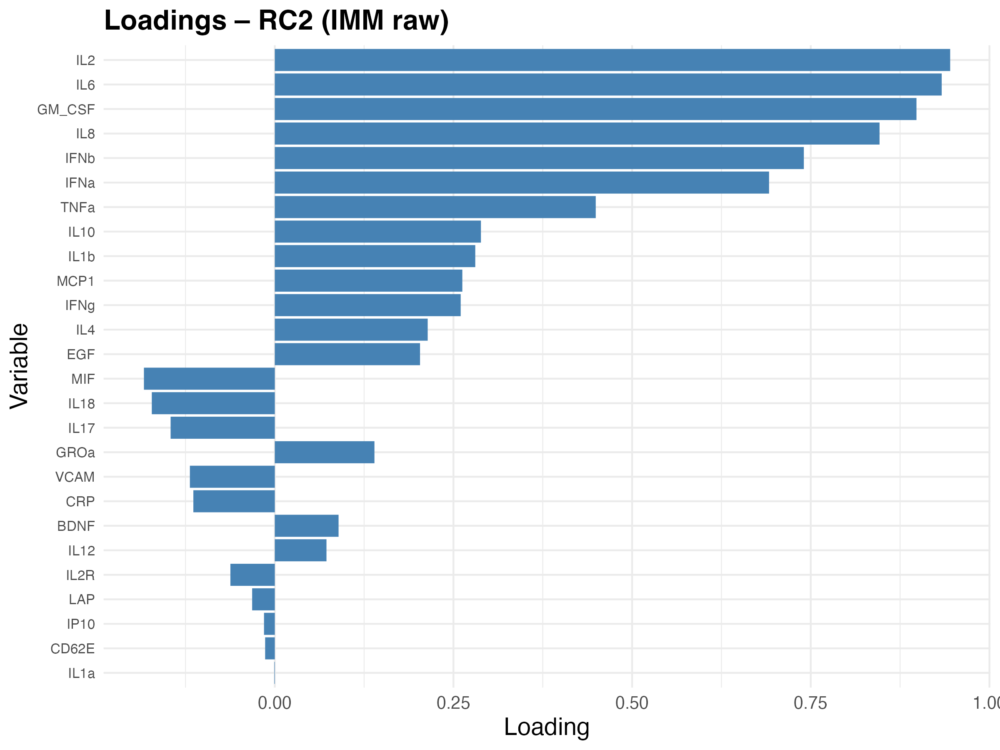 Loadings – RC2 (IMM raw)
IL2
IL6
GM_CSF
IL8
IFNb
IFNa
TNFa
IL10
IL1b
MCP1
IFNg
IL4
EGF
MIF
IL18
IL17
GROa
VCAM
CRP
BDNF
IL12
IL2R
LAP
IP10
CD62E
IL1a
Variable
0.00 0.25 0.50 0.75 1.00
Loading